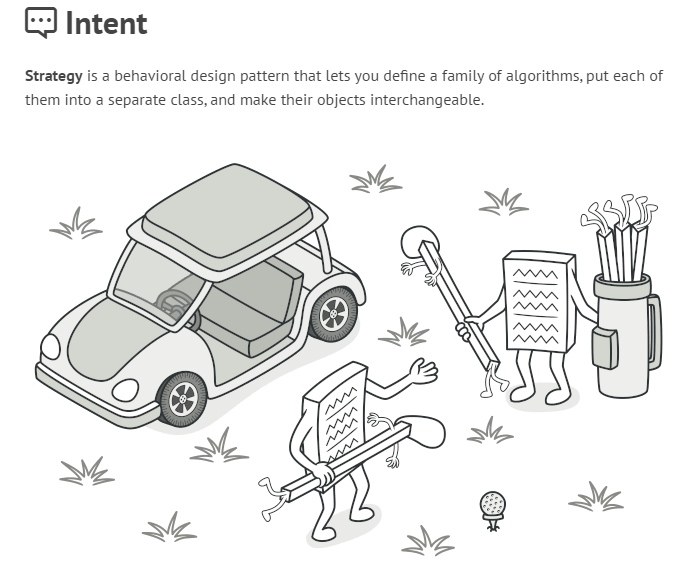 Intent
Strategy is a behavioral design pattern that lets you define a family of algorithms, put each of
them into a separate class, and make their objects interchangeable.